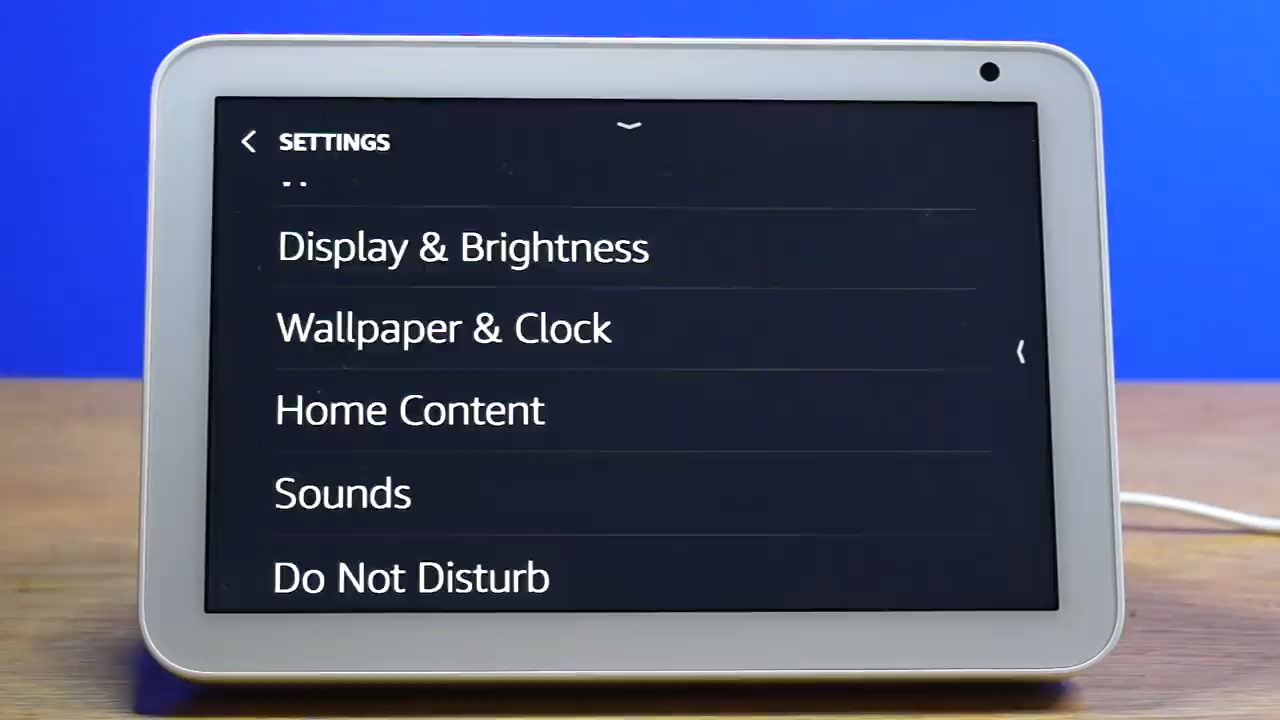 SETTINGS
Display & Brightness
Wallpaper & Clock
Home Content
Sounds
Do Not Disturb